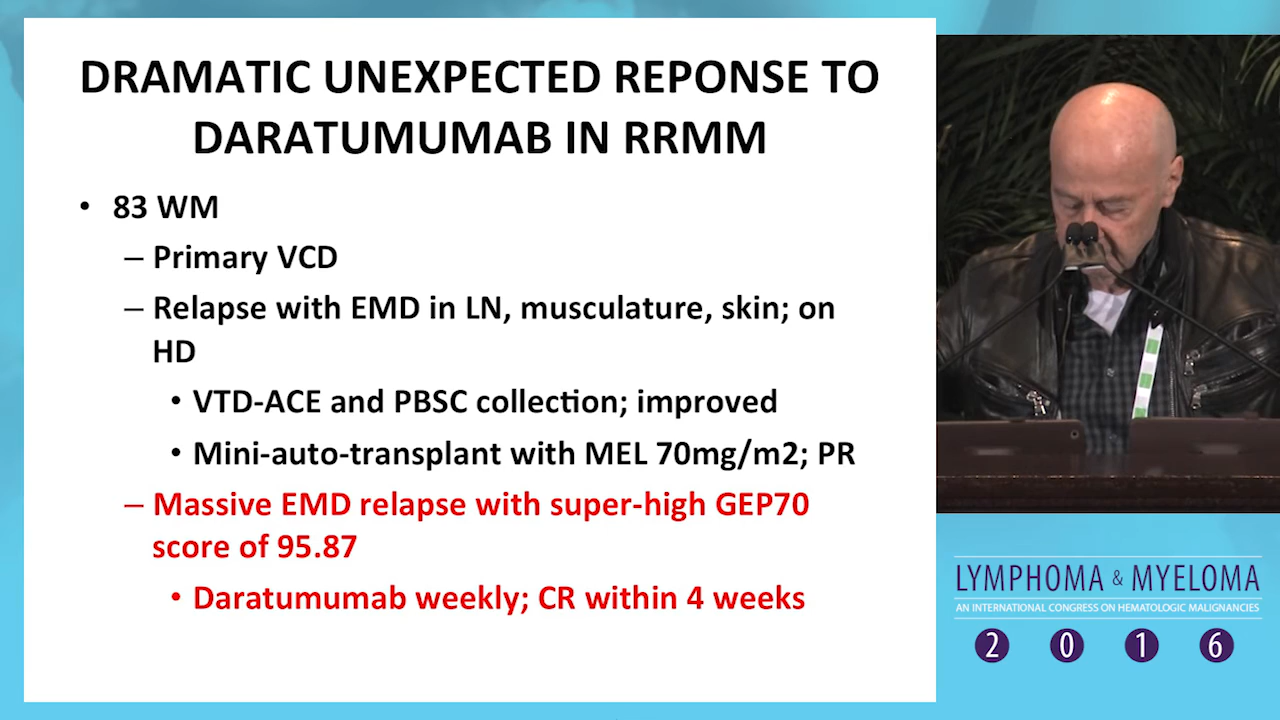 DRAMATIC UNEXPECTED REPONSE TO
DARATUMUMAB IN RRMM
• 83 WM
– Primary VCD
– Relapse with EMD in LN, musculature, skin; on
HD
• VTD-ACE and PBSC collection; improved
• Mini-auto-transplant with MEL 70mg/m2; PR
– Massive EMD relapse with super-high GEP70
score of 95.87
• Daratumumab weekly; CR within 4 weeks
LYMPHOMA & MYELOMA
AN INTERNATIONAL CONGRESS ON HEMATOLOGIC MALIGNANCIES
2 0 1 6